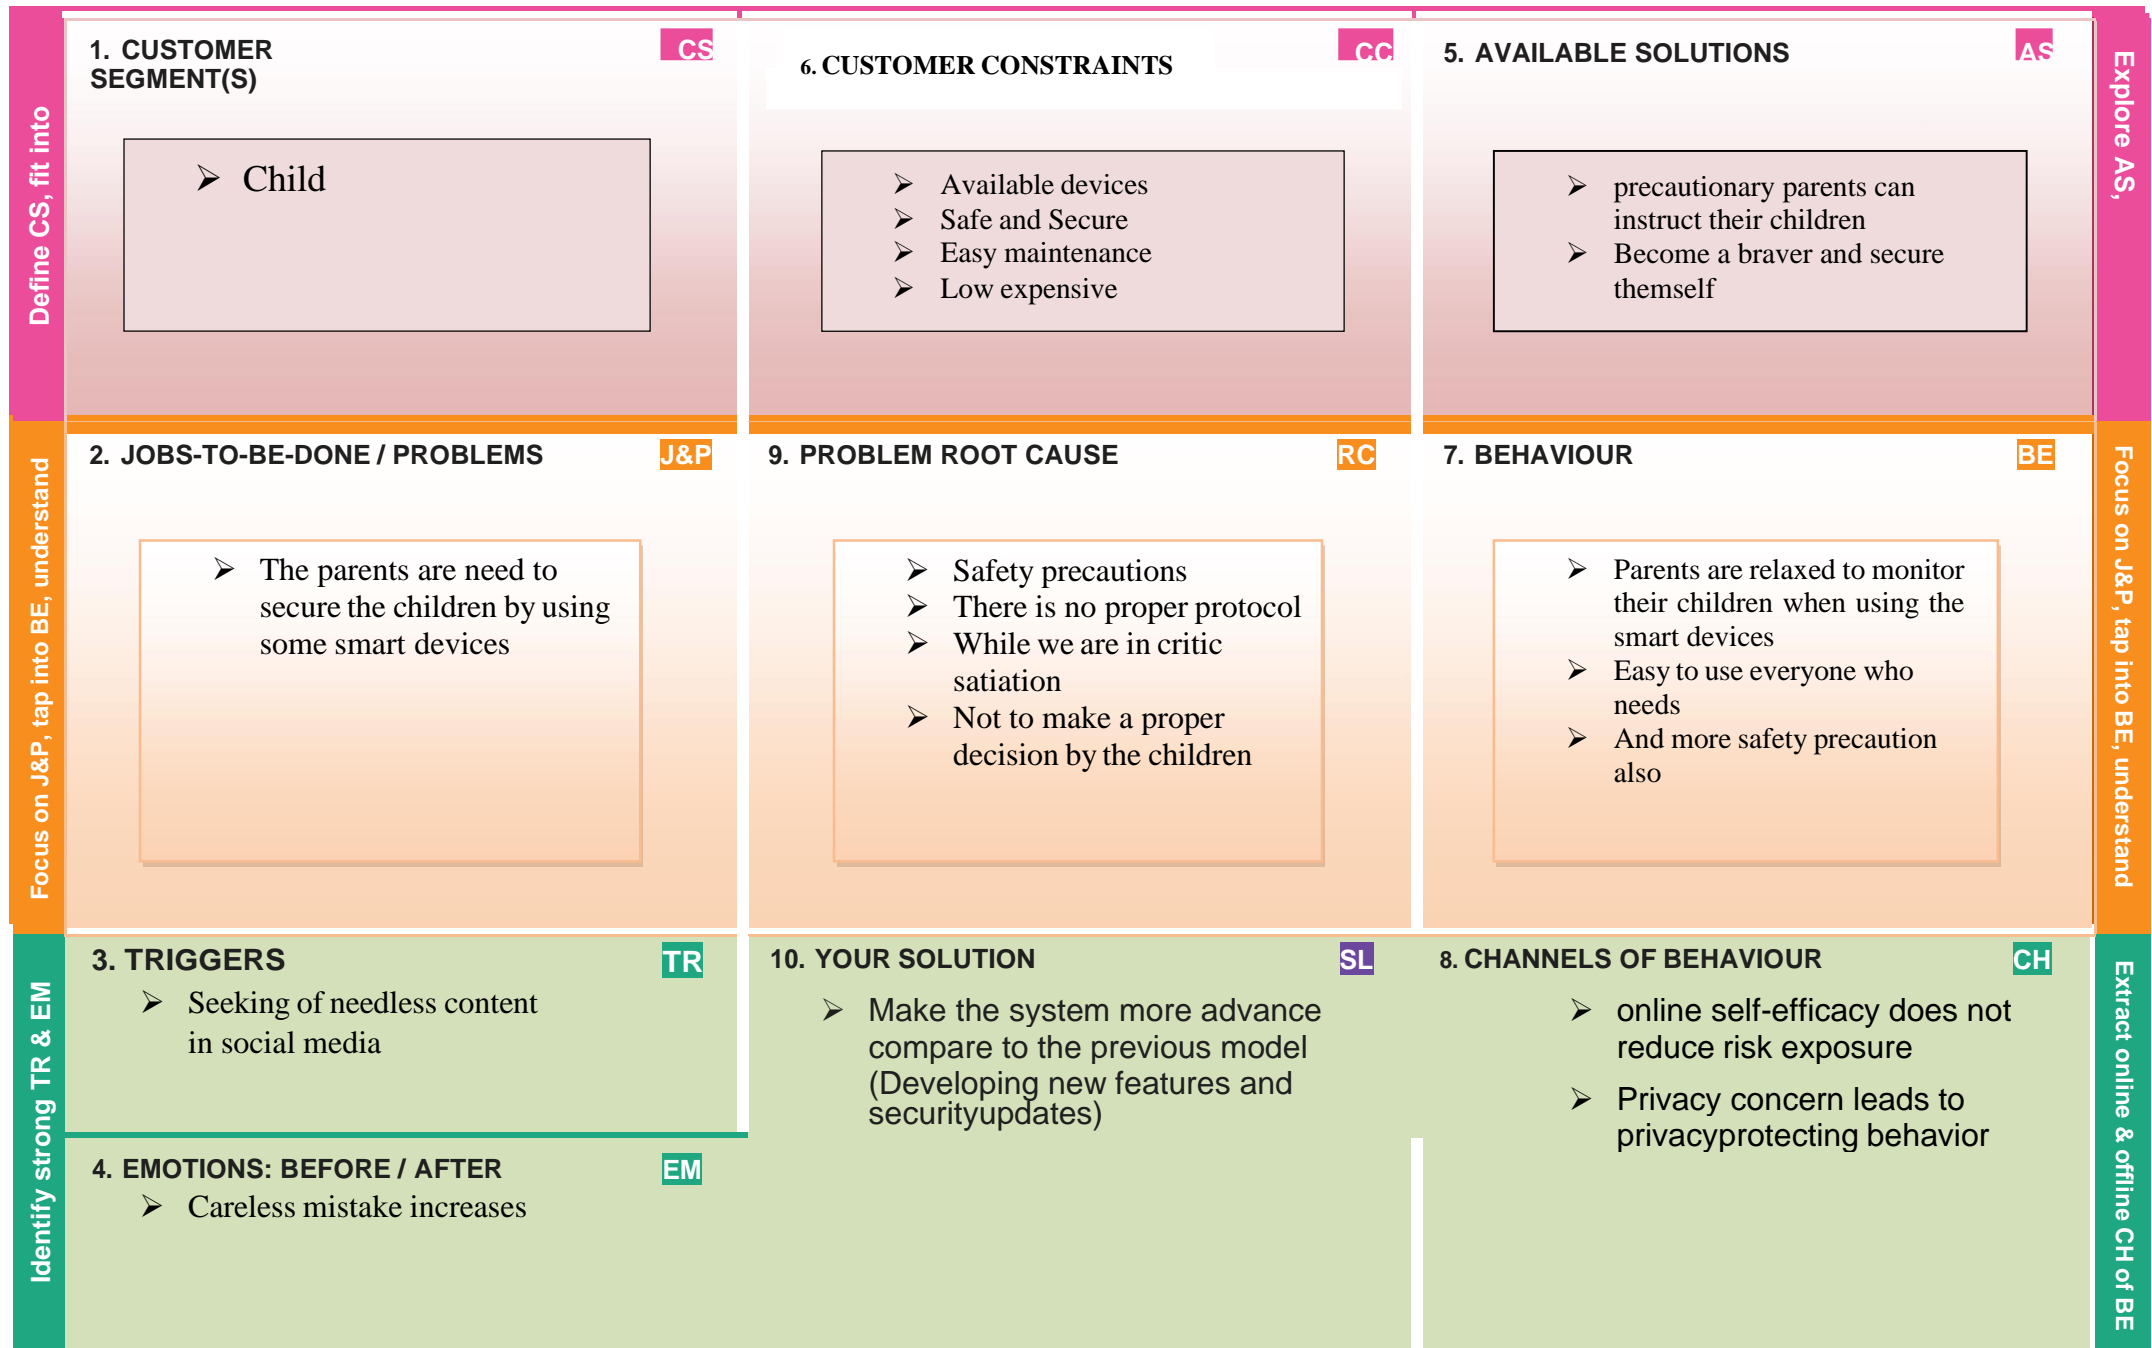 Define CS, fit into
1. CUSTOMER
SEGMENT(S)
CS
➢ Child
6. CUSTOMER CONSTRAINTS
CC
➢ Available devices
➢ Safe and Secure
➢ Easy maintenance
➢ Low expensive
5. AVAILABLE SOLUTIONS
AS
➢ precautionary parents can
instruct their children
➢ Become a braver and secure
themself
Explore AS,
Focus on J&P, tap into BE, understand
2. JOBS-TO-BE-DONE / PROBLEMS
J&P
➢ The parents are need to
secure the children by using
some smart devices
9. PROBLEM ROOT CAUSE
RC
➢ Safety precautions
➢ There is no proper protocol
➢ While we are in critic
satiation
➢ Not to make a proper
decision by the children
7. BEHAVIOUR
BE
➢ Parents are relaxed to monitor
their children when using the
smart devices
➢ Easy to use everyone who
needs
➢ And more safety precaution
also
Focus on J&P, tap into BE, understand
Identify strong TR & EM
3. TRIGGERS
TR
➢ Seeking of needless content
in social media
4. EMOTIONS: BEFORE / AFTER
EM
➢ Careless mistake increases
10. YOUR SOLUTION
SL
➢ Make the system more advance
compare to the previous model
(Developing new features and
securityupdates)
8. CHANNELS OF BEHAVIOUR
CH
➢ online self-efficacy does not
reduce risk exposure
➢ Privacy concern leads to
privacyprotecting behavior
Extract online & offline CH of BE